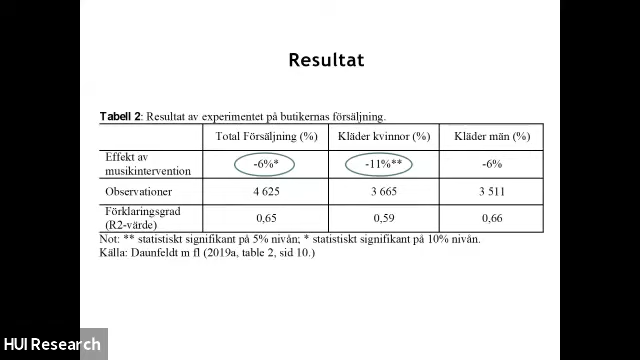 Resultat
Tabell 2: Resultat av experimentet på butikernas försäljning.
Total Försäljning (%) Kläder kvinnor (%) Kläder män (%)
Effekt av musikintervention -6%* -11%** -6%
Observationer 4 625 3 665 3 511
Förklaringsgrad (R2-värde) 0,65 0,59 0,66
Not: ** statistiskt signifikant på 5% nivån; * statistiskt signifikant på 10% nivån.
Källa: Daunfeldt m fl (2019a, table 2, sid 10.)
HUI Research